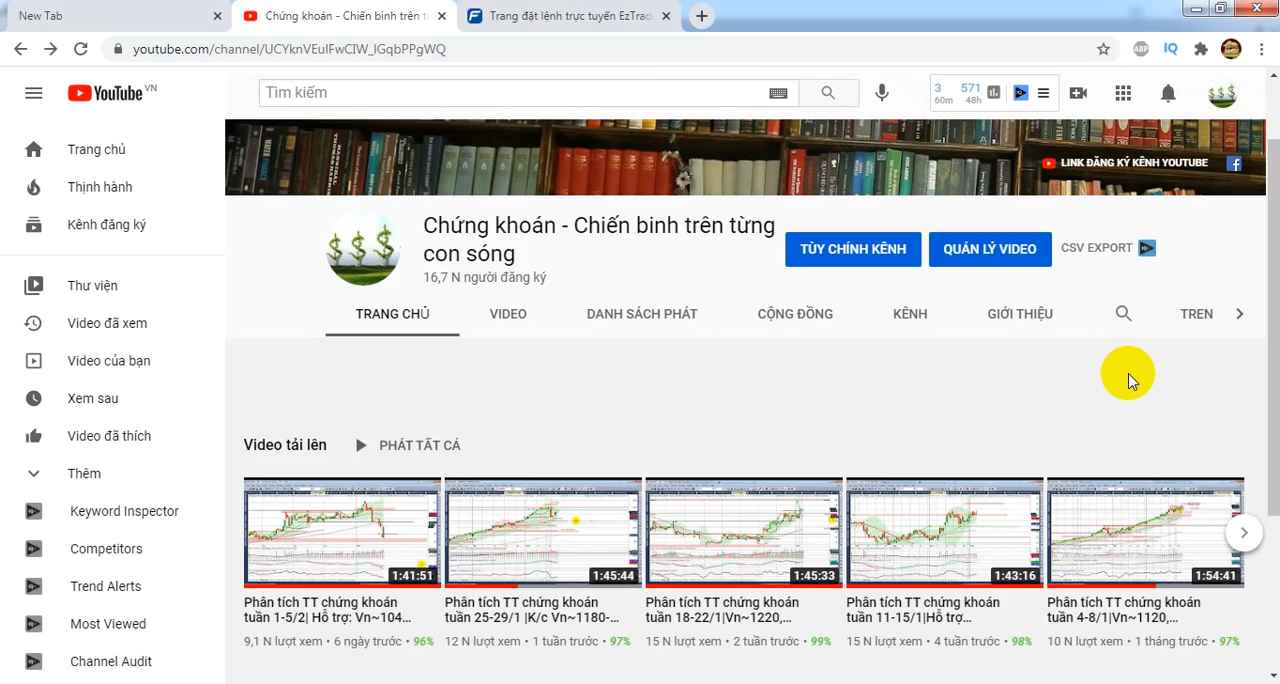 New Tab
Chứng khoán - Chiến binh trên t
Trang đặt lệnh trực tuyến EzTrad
youtube.com/channel/UCYknVEuIFwCIW_lGqbPPgWQ
ABP
IQ
YouTube VN
Tìm kiếm
3 571
60m 48h
LINK ĐĂNG KÝ KÊNH YOUTUBE
Trang chủ
Thịnh hành
Kênh đăng ký
Thư viện
Video đã xem
Video của bạn
Xem sau
Video đã thích
Thêm
Keyword Inspector
Competitors
Trend Alerts
Most Viewed
Channel Audit
Chứng khoán - Chiến binh trên từng
con sóng
16,7 N người đăng ký
TÙY CHỈNH KÊNH
QUẢN LÝ VIDEO
CSV EXPORT
TRANG CHỦ
VIDEO
DANH SÁCH PHÁT
CỘNG ĐỒNG
KÊNH
GIỚI THIỆU
TREN
Video tải lên
PHÁT TẤT CẢ
1:41:51
Phân tích TT chứng khoán
tuần 1-5/2| Hỗ trợ: Vn~104...
9,1 N lượt xem • 6 ngày trước • 96%
1:45:44
Phân tích TT chứng khoán
tuần 25-29/1 |K/c Vn~1180-...
12 N lượt xem • 1 tuần trước • 97%
1:45:33
Phân tích TT chứng khoán
tuần 18-22/1|Vn~1220,...
15 N lượt xem • 2 tuần trước • 99%
1:43:16
Phân tích TT chứng khoán
tuần 11-15/1|Hỗ trợ...
15 N lượt xem • 4 tuần trước • 98%
1:54:41
Phân tích TT chứng khoán
tuần 4-8/1|Vn~1120,...
10 N lượt xem • 1 tháng trước • 97%